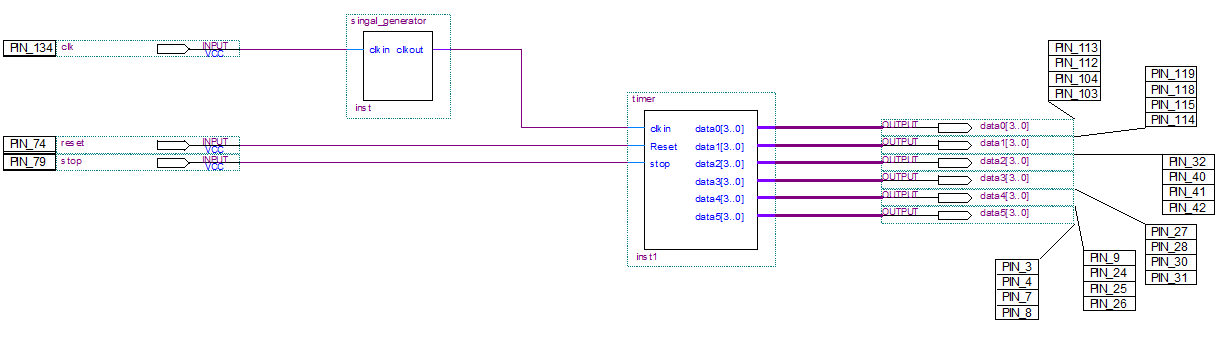 singal_generator
PIN_134 clk INPUT VCC
clkin clkout
inst
PIN_113
PIN_112
PIN_104
PIN_103
PIN_119
PIN_118
PIN_115
PIN_114
timer
clkin data0[3..0] OUTPUT data0[3..0]
PIN_74 reset INPUT VCC Reset data1[3..0] OUTPUT data1[3..0]
PIN_79 stop INPUT VCC stop data2[3..0] OUTPUT data2[3..0]
data3[3..0] OUTPUT data3[3..0]
data4[3..0] OUTPUT data4[3..0]
data5[3..0] OUTPUT data5[3..0]
inst1
PIN_32
PIN_40
PIN_41
PIN_42
PIN_27
PIN_28
PIN_30
PIN_31
PIN_9
PIN_24
PIN_25
PIN_26
PIN_3
PIN_4
PIN_7
PIN_8